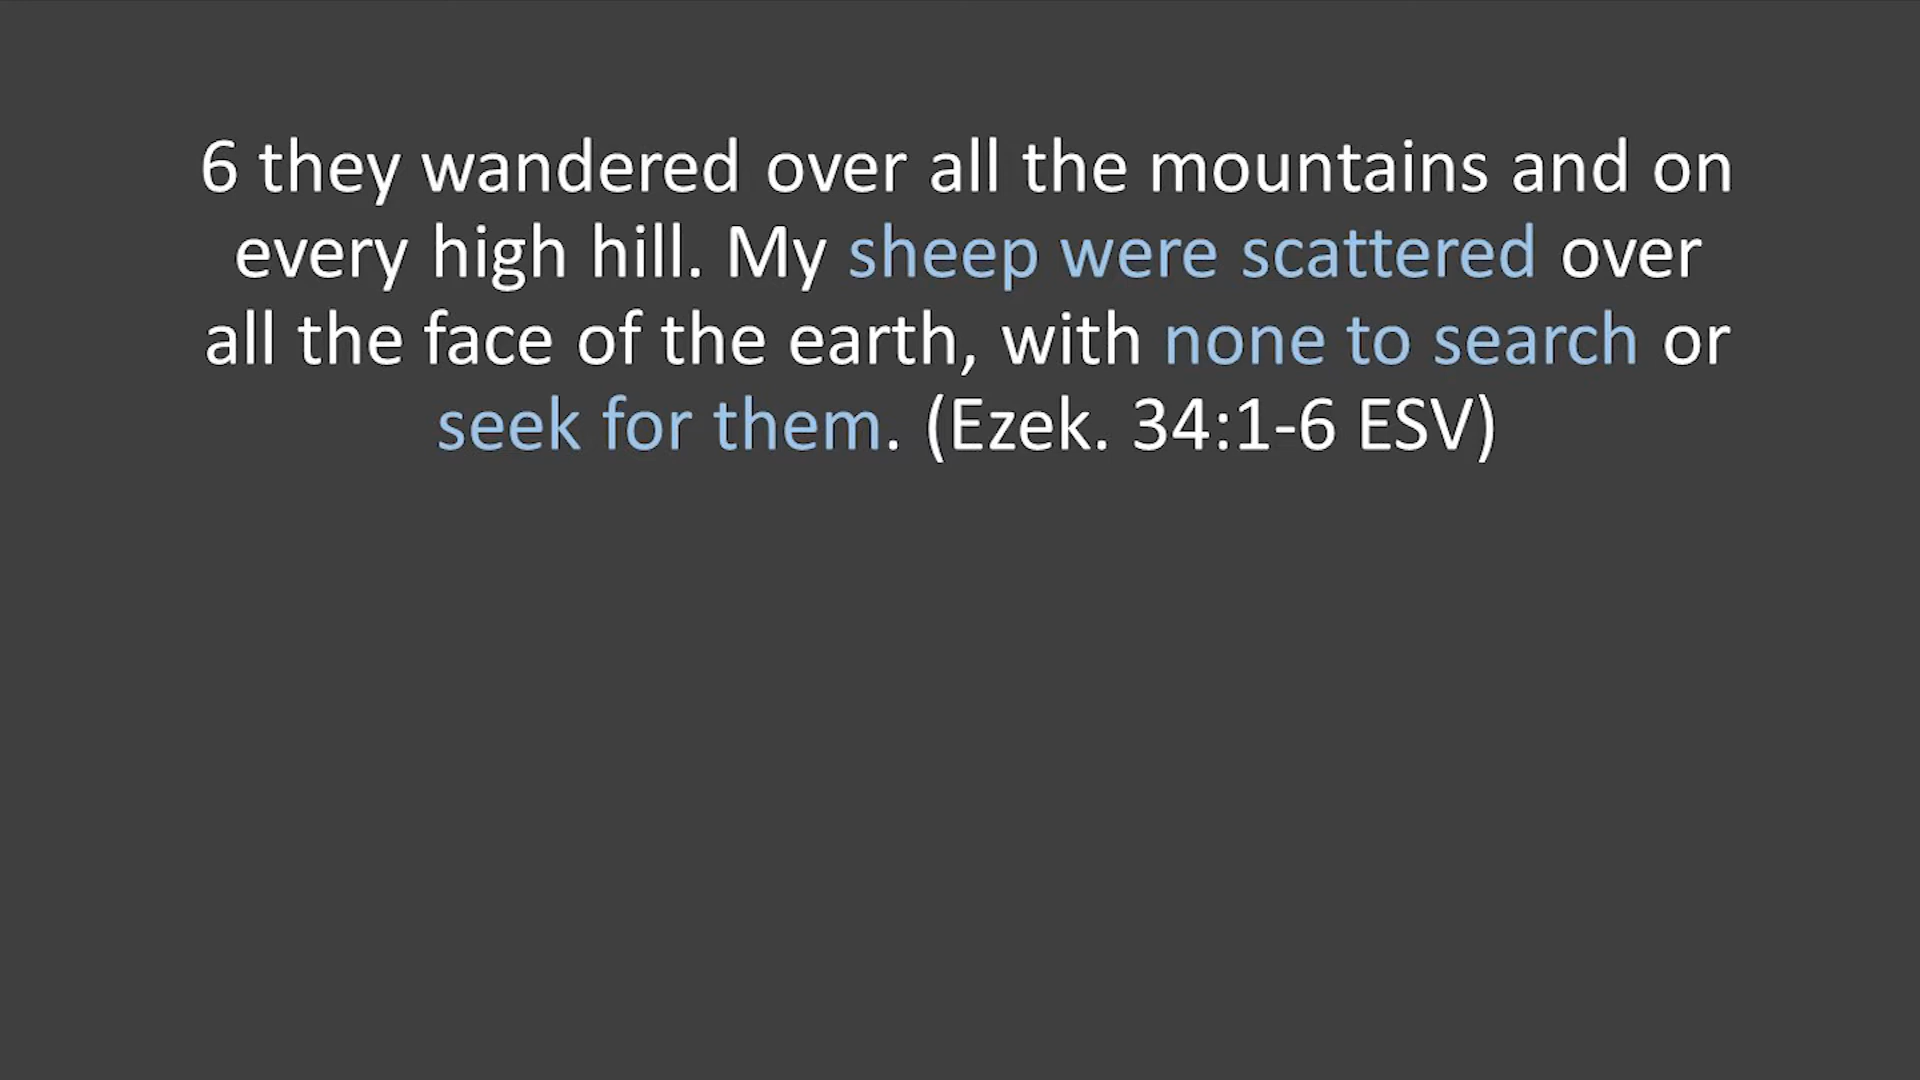 6 they wandered over all the mountains and on
every high hill. My sheep were scattered over
all the face of the earth, with none to search or
seek for them. (Ezek. 34:1-6 ESV)